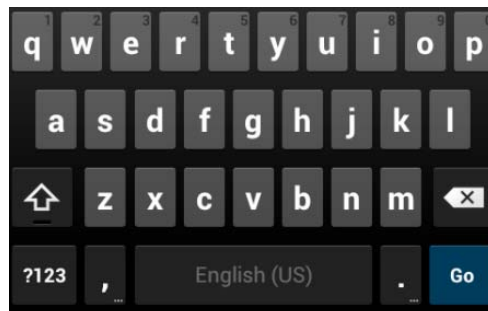 1 2 3 4 5 6 7 8 9
q w e r t y u i o p
a s d f g h j k l
z x c v b n m
?123 , ... English (US) . ... Go